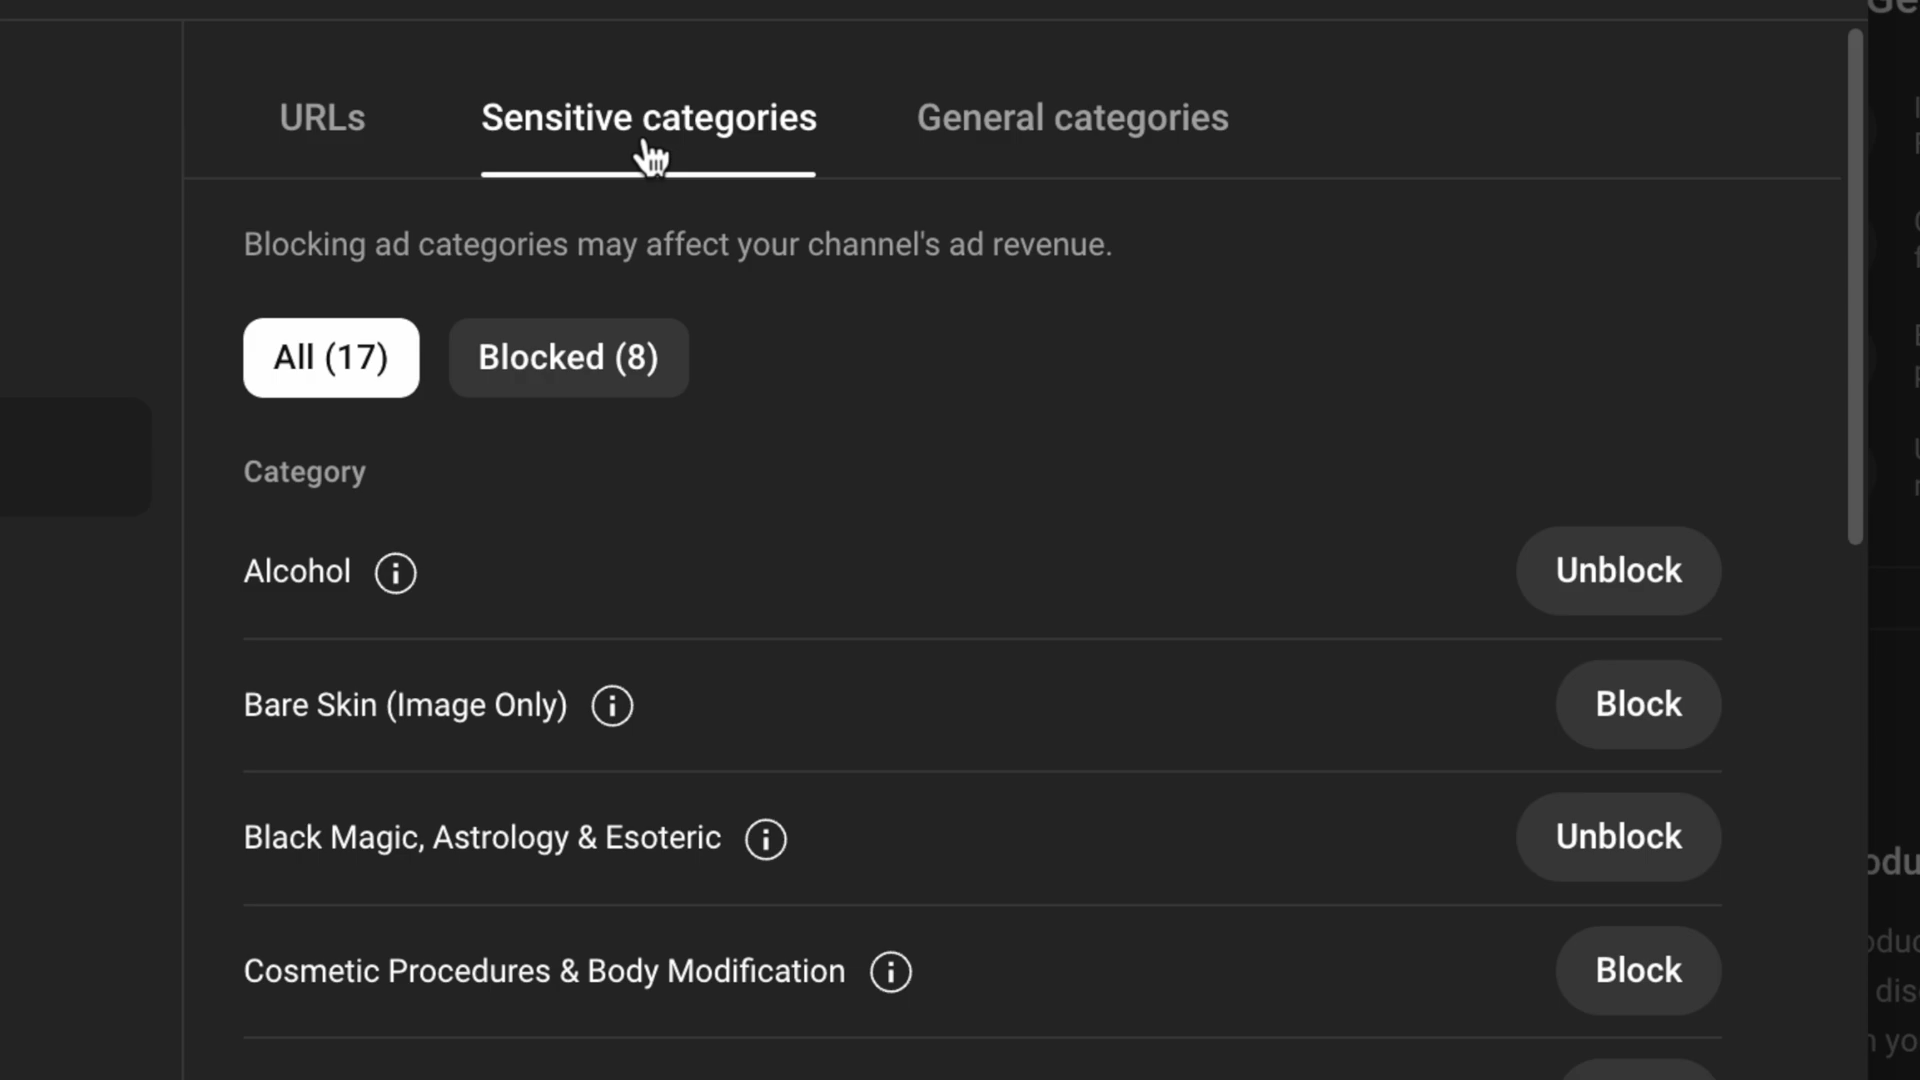 URLs
Sensitive categories
General categories
Blocking ad categories may affect your channel's ad revenue.
All (17)
Blocked (8)
Category
Alcohol
Unblock
Bare Skin (Image Only)
Block
Black Magic, Astrology & Esoteric
Unblock
Cosmetic Procedures & Body Modification
Block